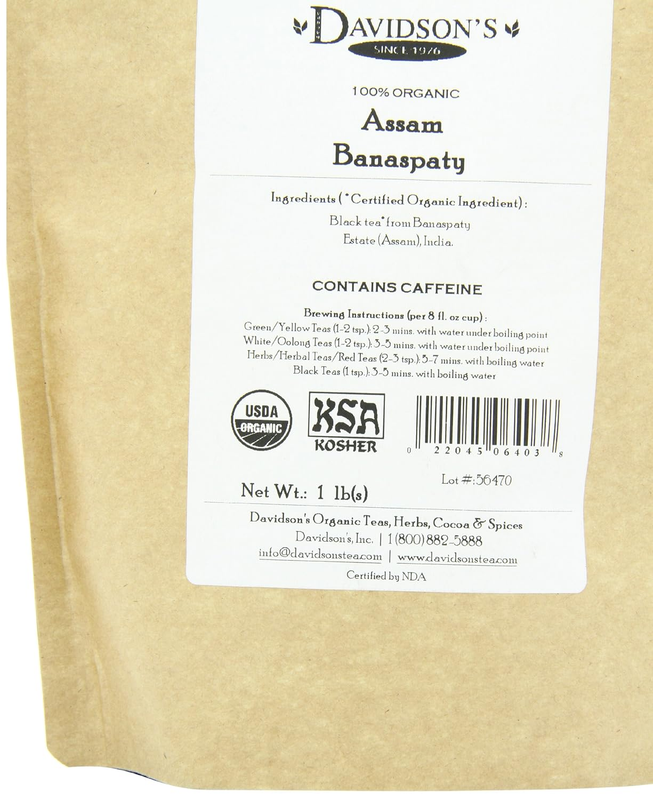 DAVIDSON'S
SINCE 1976
100% ORGANIC
Assam
Banaspaty
Ingredients (*Certified Organic Ingredient):
Black tea* from Banaspaty
Estate (Assam), India.
CONTAINS CAFFEINE
Brewing Instructions (per 8 fl. oz cup):
Green/Yellow Teas (1-2 tsp.): 2-3 mins. with water under boiling point
White/Oolong Teas (1-2 tsp.): 3-5 mins. with water under boiling point
Herbs/Herbal Teas/Red Teas (2-3 tsp.): 5-7 mins. with boiling water
Black Teas (1 tsp.): 3-5 mins. with boiling water
USDA
ORGANIC
KSA
KOSHER
0 22045 06403 8
Lot #:56470
Net Wt.: 1 lb(s)
Davidson's Organic Teas, Herbs, Cocoa & Spices
Davidson's, Inc. | 1 (800) 882-5888
info@davidsonstea.com | www.davidsonstea.com
Certified by NDA